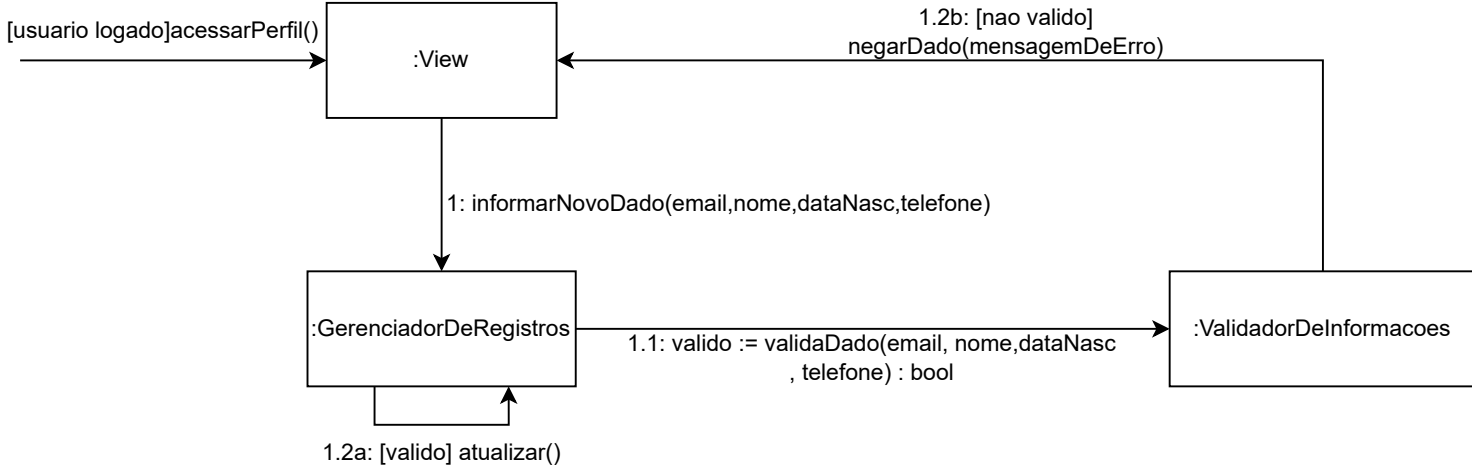 1.2b: [nao valido]
negarDado(mensagemDeErro)
[usuario logado]acessarPerfil()
:View
1: informarNovoDado(email,nome,dataNasc,telefone)
:GerenciadorDeRegistros
:ValidadorDeInformacoes
1.1: valido := validaDado(email, nome,dataNasc
, telefone) : bool
1.2a: [valido] atualizar()